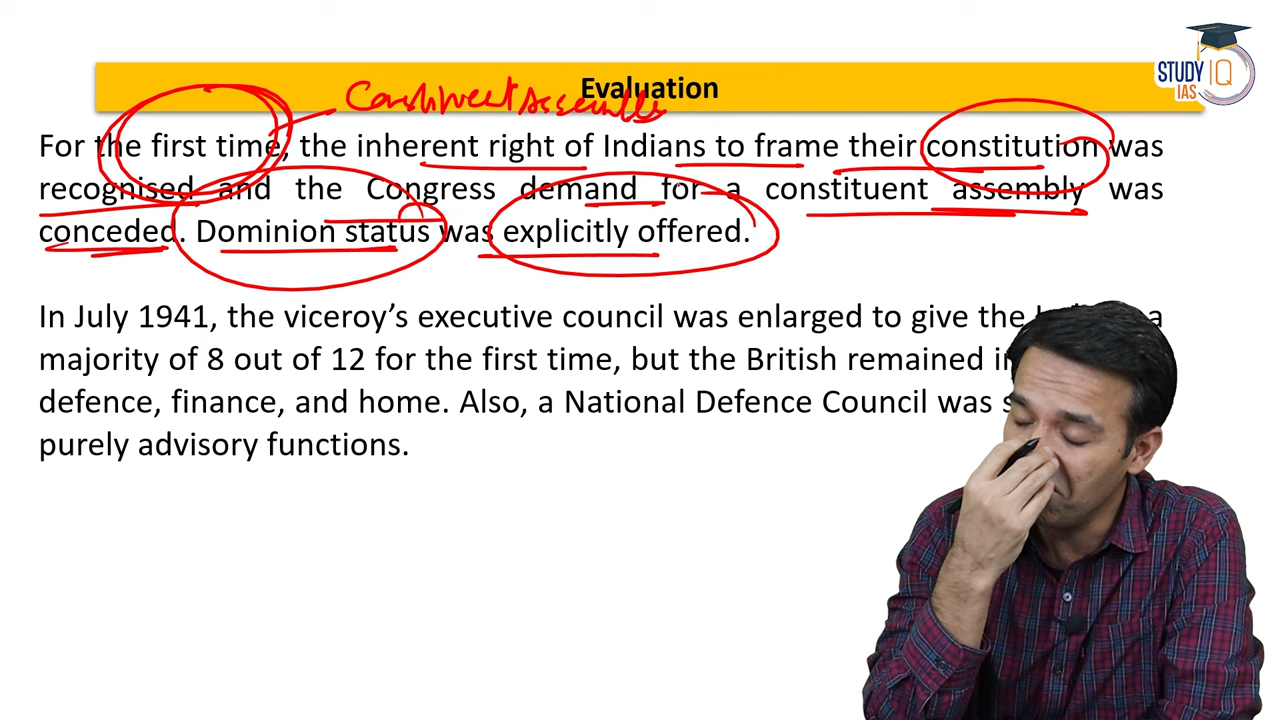 STUDY IQ
IAS
Evaluation
Constituent Assembly
For the first time, the inherent right of Indians to frame their constitution was
recognised and the Congress demand for a constituent assembly was
conceded. Dominion status was explicitly offered.
In July 1941, the viceroy’s executive council was enlarged to give the a
majority of 8 out of 12 for the first time, but the British remained in
defence, finance, and home. Also, a National Defence Council was
purely advisory functions.